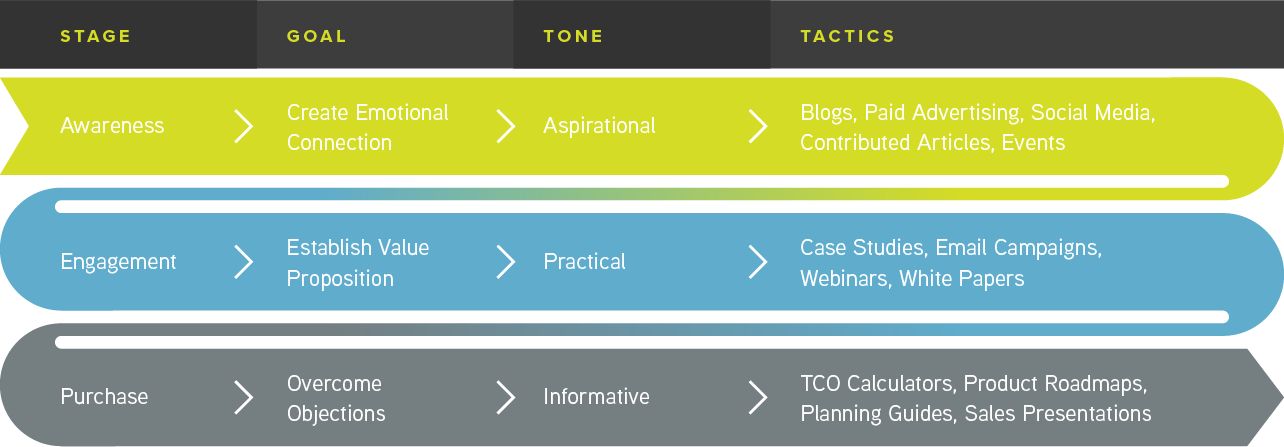 STAGE GOAL TONE TACTICS
Awareness
Create Emotional
Connection
Aspirational
Blogs, Paid Advertising, Social Media,
Contributed Articles, Events
Engagement
Establish Value
Proposition
Practical
Case Studies, Email Campaigns,
Webinars, White Papers
Purchase
Overcome
Objections
Informative
TCO Calculators, Product Roadmaps,
Planning Guides, Sales Presentations